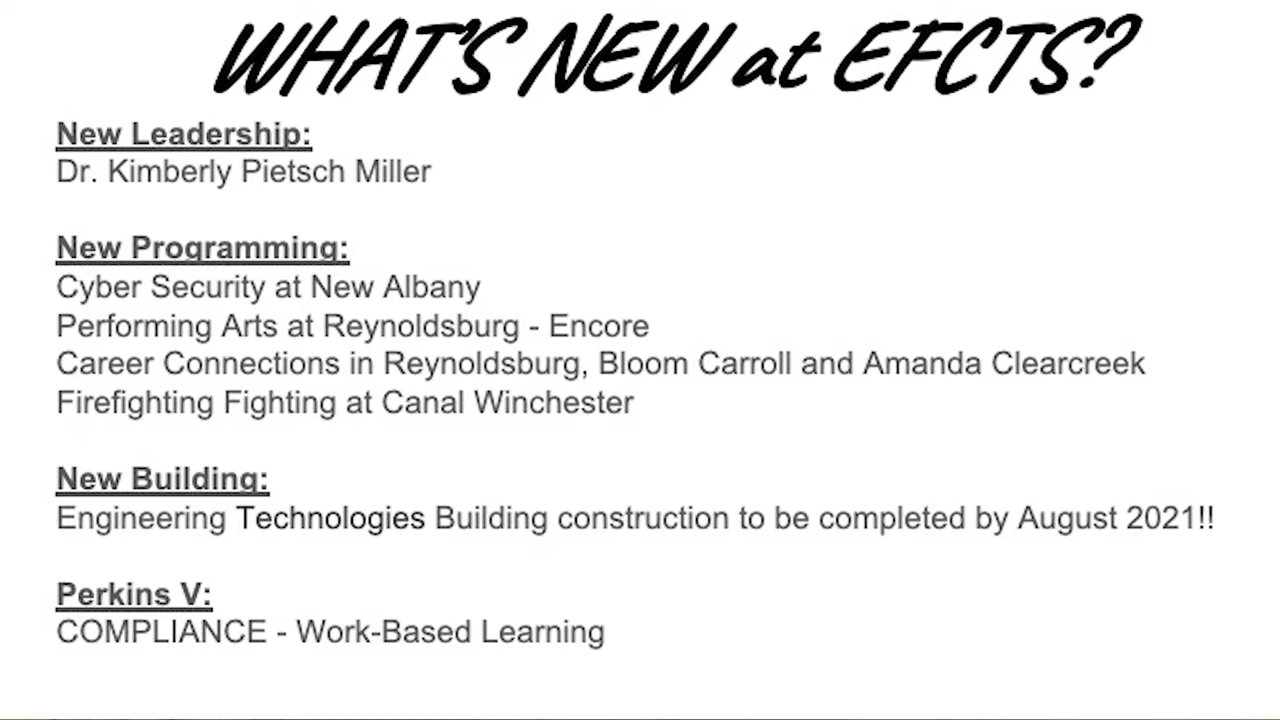 WHAT'S NEW at EFCTS?
New Leadership:
Dr. Kimberly Pietsch Miller
New Programming:
Cyber Security at New Albany
Performing Arts at Reynoldsburg - Encore
Career Connections in Reynoldsburg, Bloom Carroll and Amanda Clearcreek
Firefighting Fighting at Canal Winchester
New Building:
Engineering Technologies Building construction to be completed by August 2021!!
Perkins V:
COMPLIANCE - Work-Based Learning